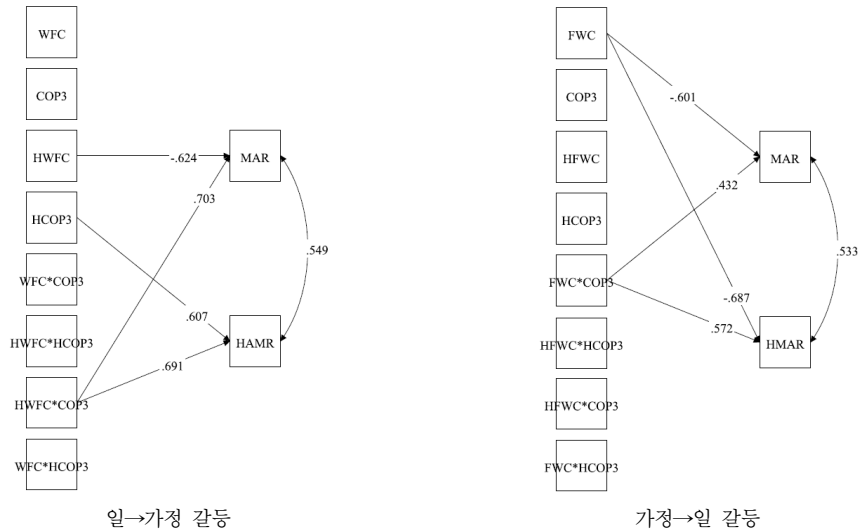 WFC
COP3
HWFC
HCOP3
WFC*COP3
HWFC*HCOP3
HWFC*COP3
WFC*HCOP3
MAR
HAMR
-.624
.703
.607
.691
.549
일→가정 갈등
FWC
COP3
HFWC
HCOP3
FWC*COP3
HFWC*HCOP3
HFWC*COP3
FWC*HCOP3
MAR
HMAR
-.601
.432
-.687
.572
.533
가정→일 갈등